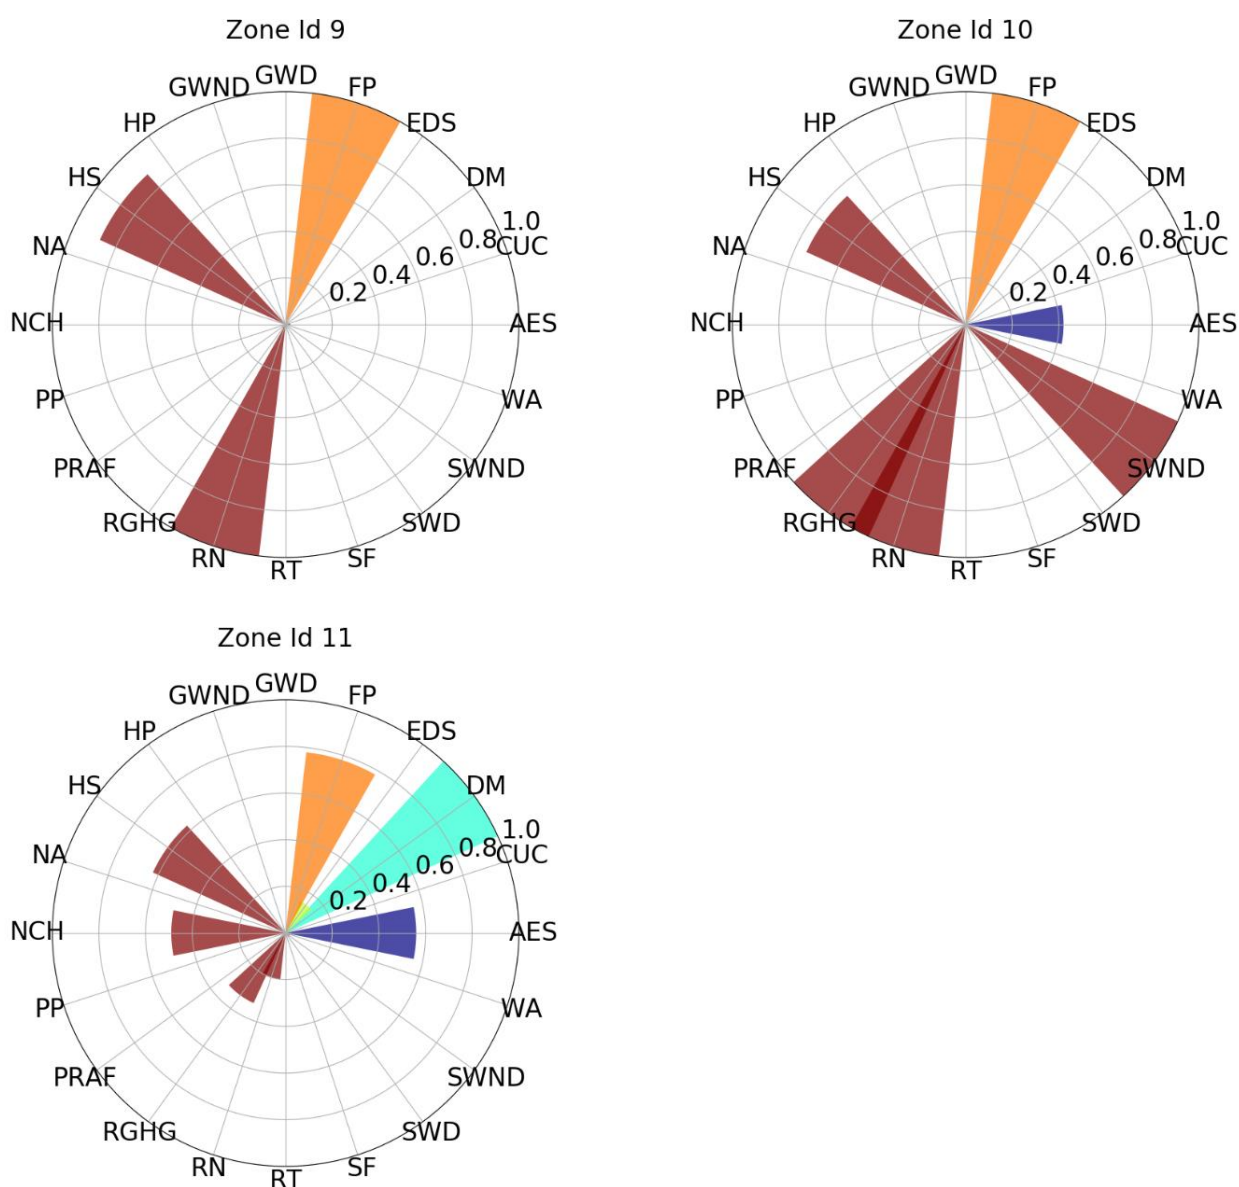 Zone Id 9
GWD
GWND
FP
HP
EDS
HS
DM
1.0
0.8
NA
CUC
0.6
0.4
0.2
NCH
AES
PP
WA
PRAF
SWND
RGHG
SWD
RN
SF
RT
Zone Id 10
GWD
GWND
FP
HP
EDS
HS
DM
1.0
0.8
NA
CUC
0.6
0.4
0.2
NCH
AES
PP
WA
PRAF
SWND
RGHG
SWD
RN
SF
RT
Zone Id 11
GWD
GWND
FP
HP
EDS
HS
DM
1.0
0.8
NA
CUC
0.6
0.4
0.2
NCH
AES
PP
WA
PRAF
SWND
RGHG
SWD
RN
SF
RT